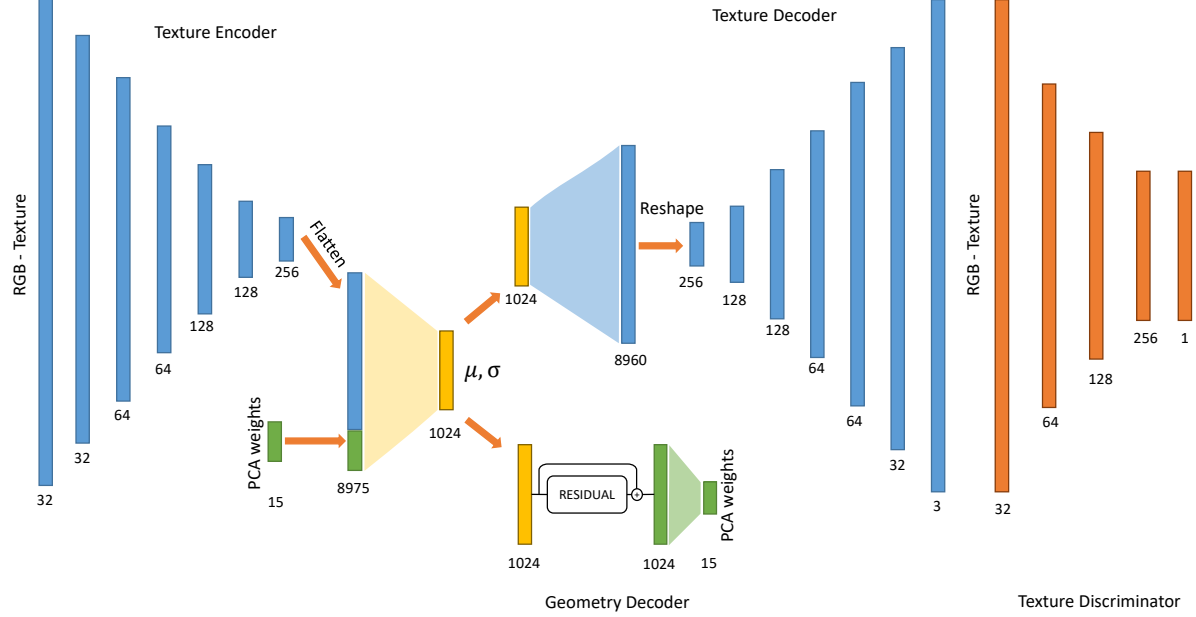 Texture Encoder
Texture Decoder
RGB - Texture
32
32
64
64
128
128
256
Flatten
PCA weights
15
8975
1024
μ, σ
1024
8960
Reshape
256
128
128
64
64
32
3
1024
RESIDUAL
+
1024
15
PCA weights
Geometry Decoder
RGB - Texture
32
64
128
256
1
Texture Discriminator